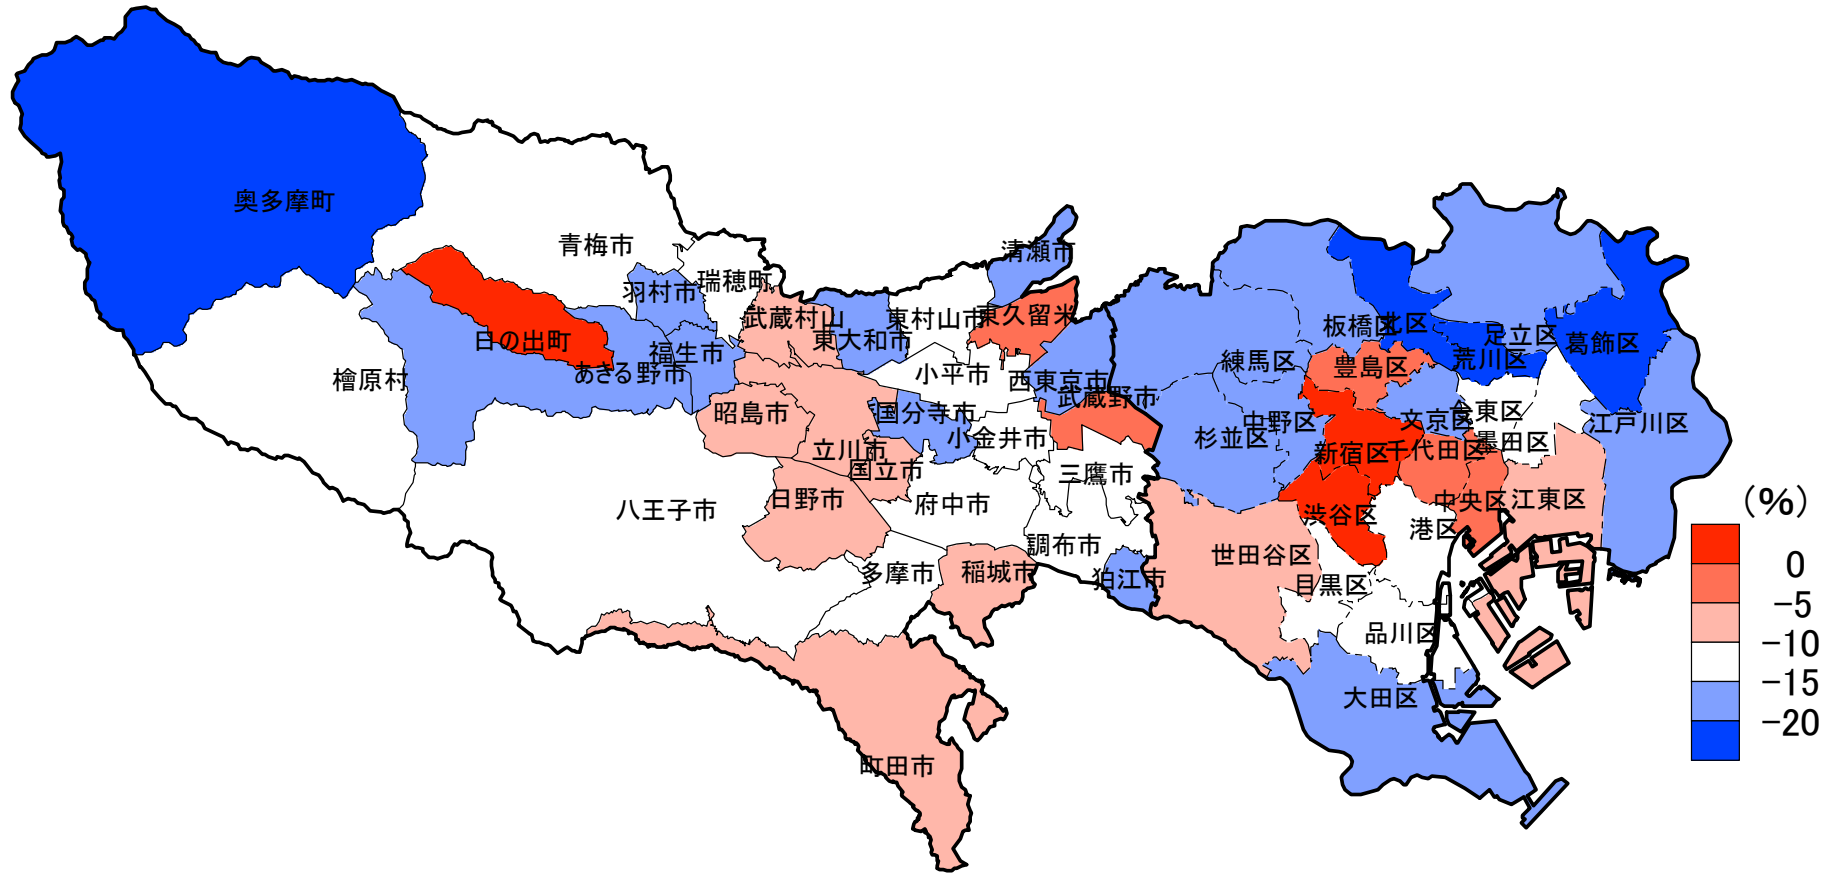 奥多摩町
青梅市
瑞穂町
羽村市
清瀬市
武蔵村山
東大和市
東村山市
東久留米
日の出町
あきる野市
福生市
檜原村
小平市
西東京市
武蔵野市
昭島市
国分寺市
小金井市
立川市
国立市
三鷹市
八王子市
日野市
府中市
調布市
多摩市
稲城市
狛江市
町田市
板橋区
北区
足立区
葛飾区
荒川区
練馬区
豊島区
文京区
台東区
墨田区
江戸川区
中野区
杉並区
新宿区
千代田区
中央区
江東区
渋谷区
港区
世田谷区
目黒区
品川区
大田区
(%)
0
−5
−10
−15
−20